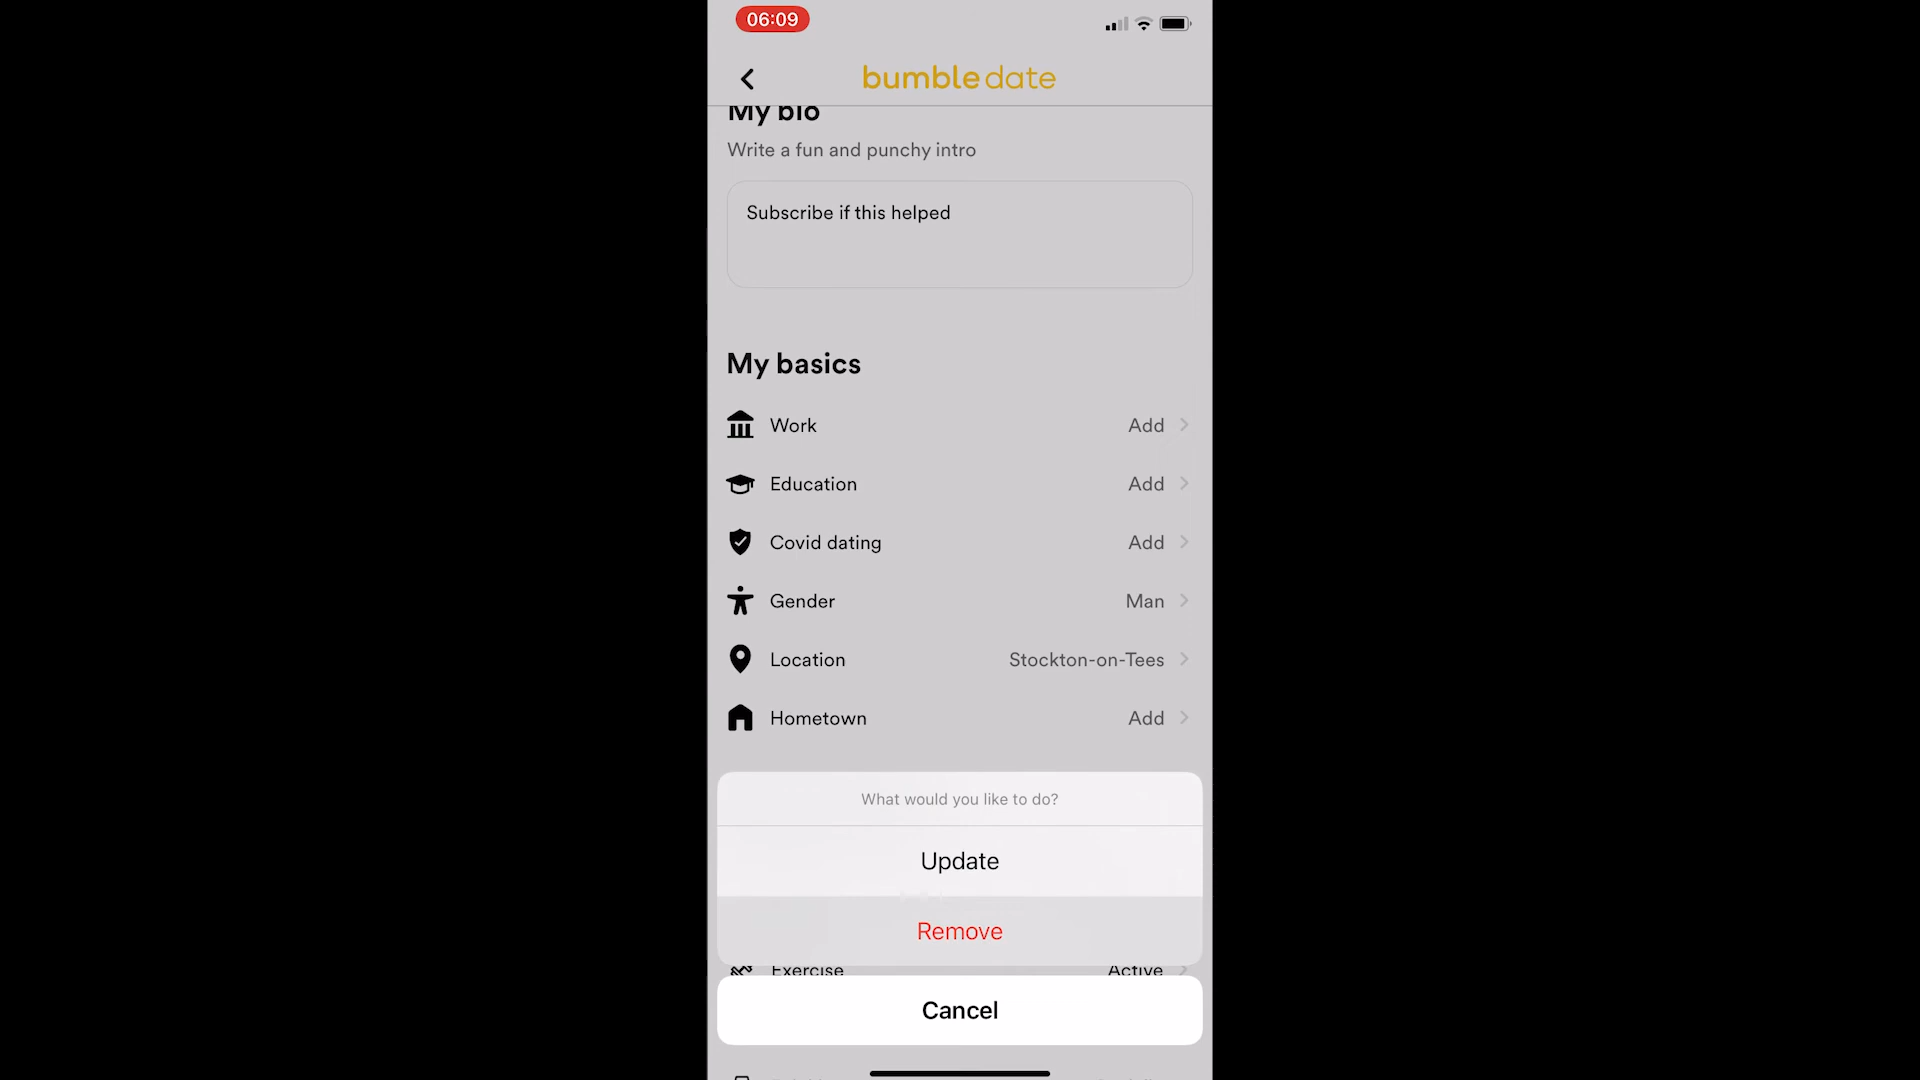 06:09
bumble date
My bio
Write a fun and punchy intro
Subscribe if this helped
My basics
Work Add
Education Add
Covid dating Add
Gender Man
Location Stockton-on-Tees
Hometown Add
What would you like to do?
Update
Remove
Exercise Active
Cancel